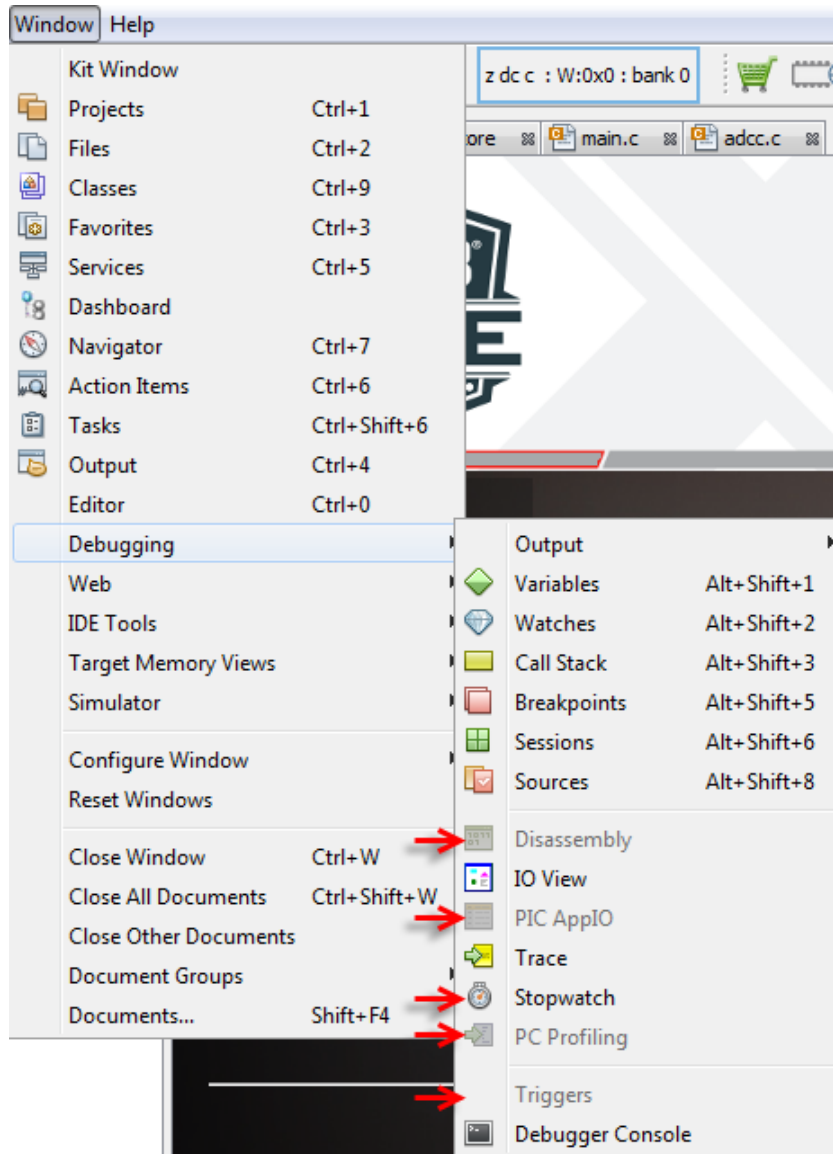 Window Help
Kit Window
z dc c : W:0x0 : bank 0
Projects Ctrl+1
Files Ctrl+2
ore main.c adcc.c
Classes Ctrl+9
Favorites Ctrl+3
Services Ctrl+5
Dashboard
Navigator Ctrl+7
Action Items Ctrl+6
Tasks Ctrl+Shift+6
Output Ctrl+4
Editor Ctrl+0
Debugging
Web
IDE Tools
Target Memory Views
Simulator
Configure Window
Reset Windows
Close Window Ctrl+W
Close All Documents Ctrl+Shift+W
Close Other Documents
Document Groups
Documents... Shift+F4
Output
Variables Alt+Shift+1
Watches Alt+Shift+2
Call Stack Alt+Shift+3
Breakpoints Alt+Shift+5
Sessions Alt+Shift+6
Sources Alt+Shift+8
Disassembly
IO View
PIC AppIO
Trace
Stopwatch
PC Profiling
Triggers
Debugger Console